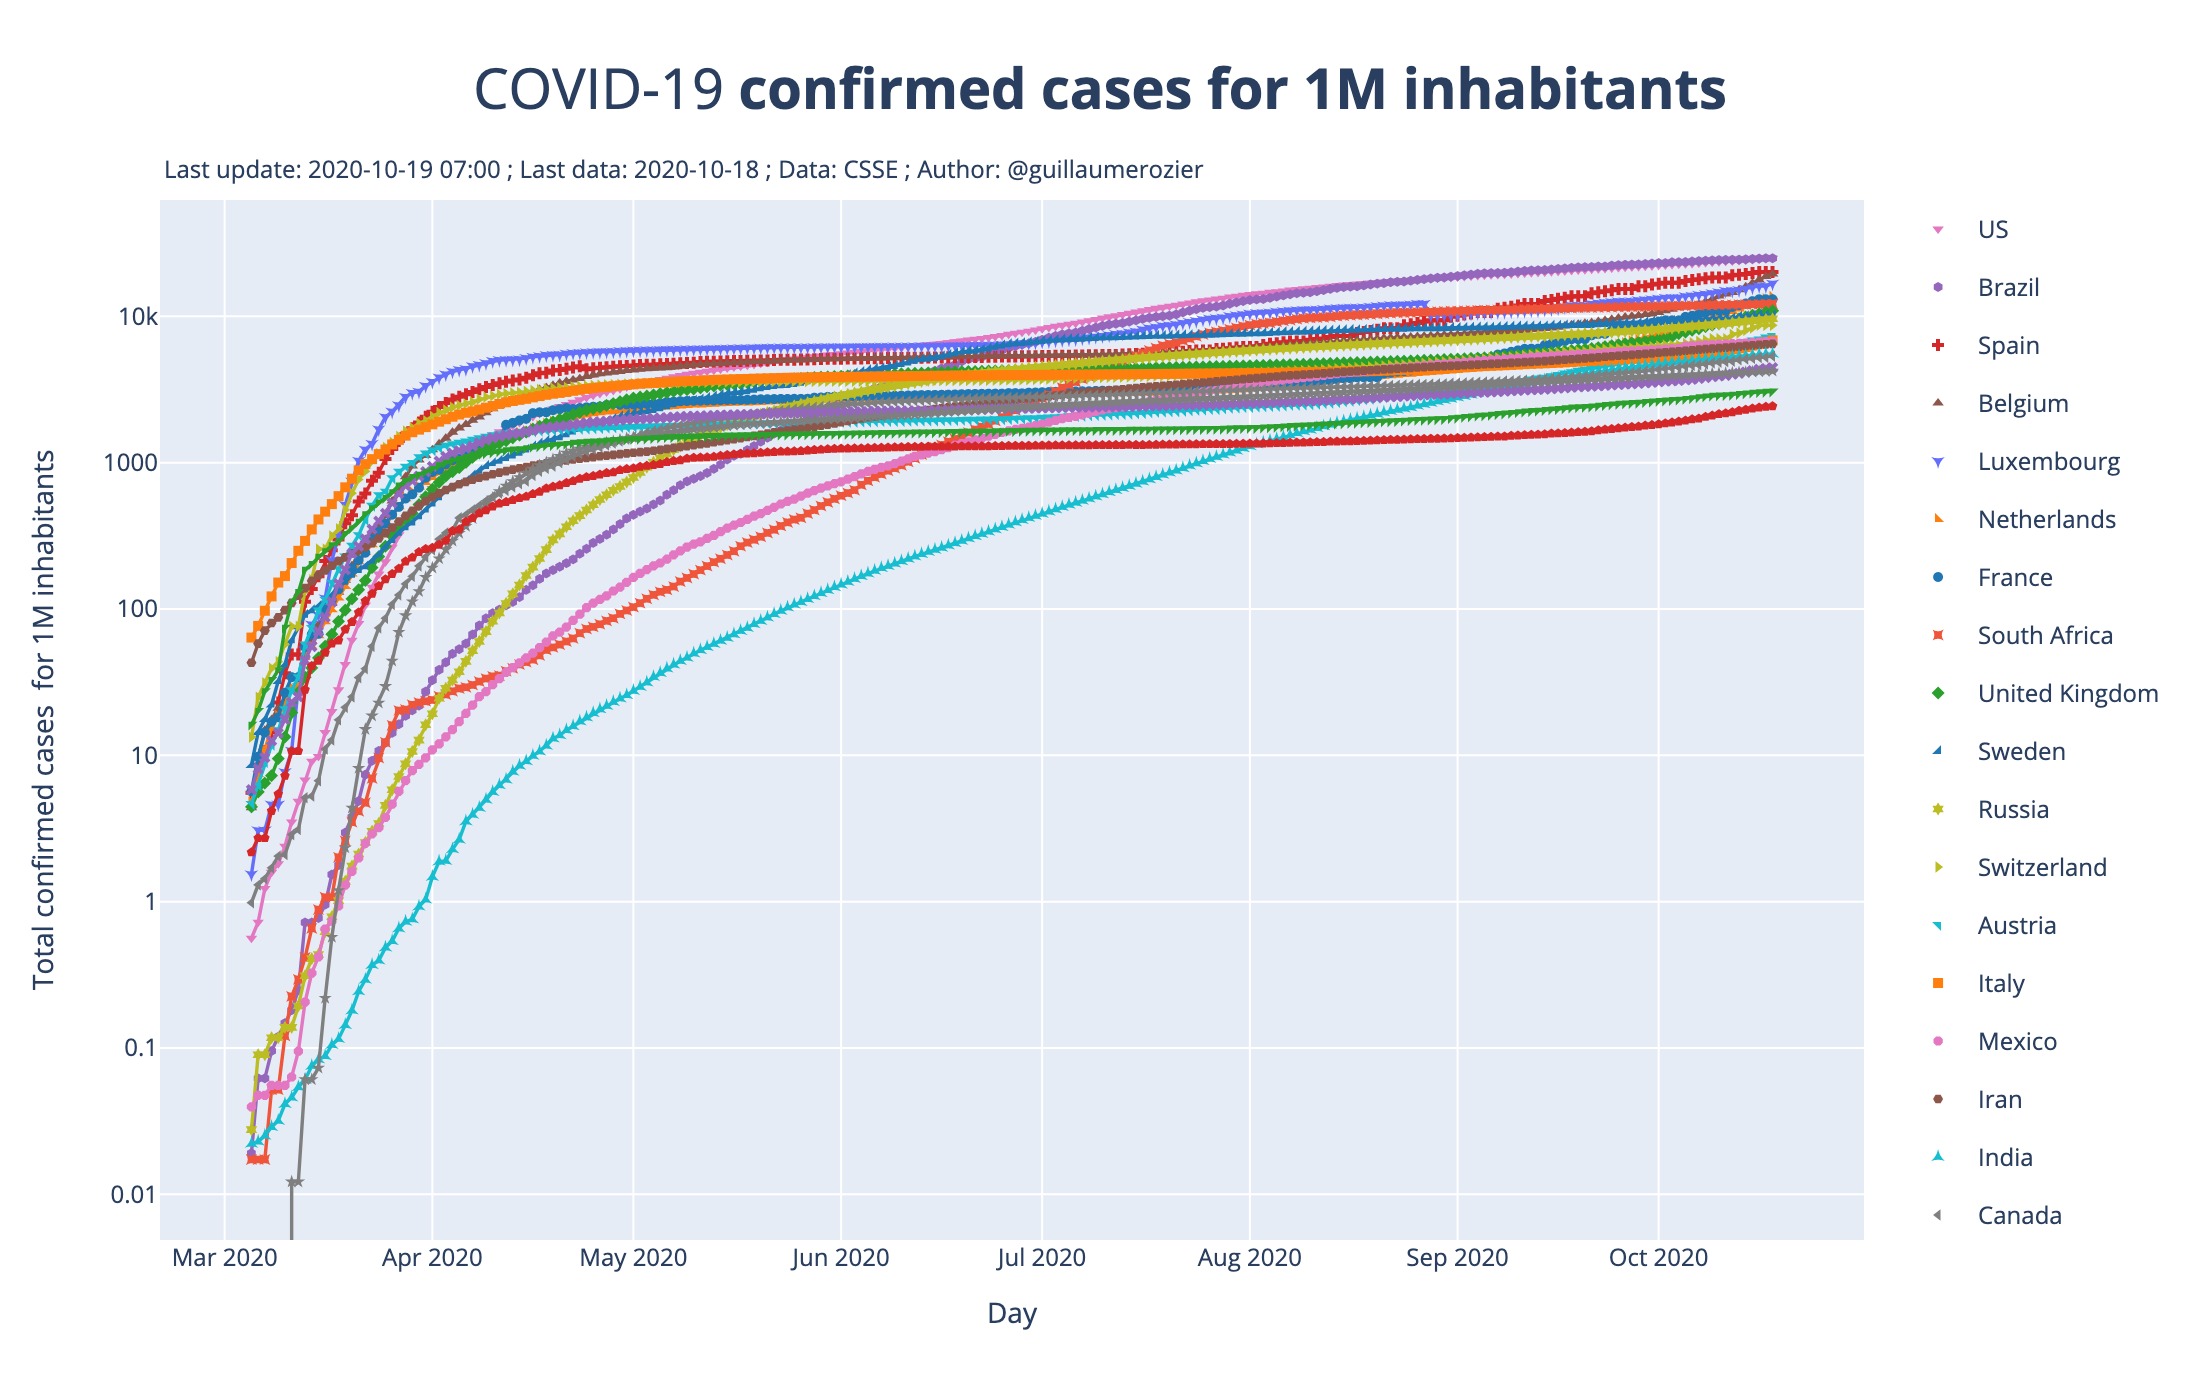 COVID-19 confirmed cases for 1M inhabitants
Last update: 2020-10-19 07:00 ; Last data: 2020-10-18 ; Data: CSSE ; Author: @guillaumerozier
Total confirmed cases for 1M inhabitants
10k
1000
100
10
1
0.1
0.01
Mar 2020
Apr 2020
May 2020
Jun 2020
Jul 2020
Aug 2020
Sep 2020
Oct 2020
Day
US
Brazil
Spain
Belgium
Luxembourg
Netherlands
France
South Africa
United Kingdom
Sweden
Russia
Switzerland
Austria
Italy
Mexico
Iran
India
Canada